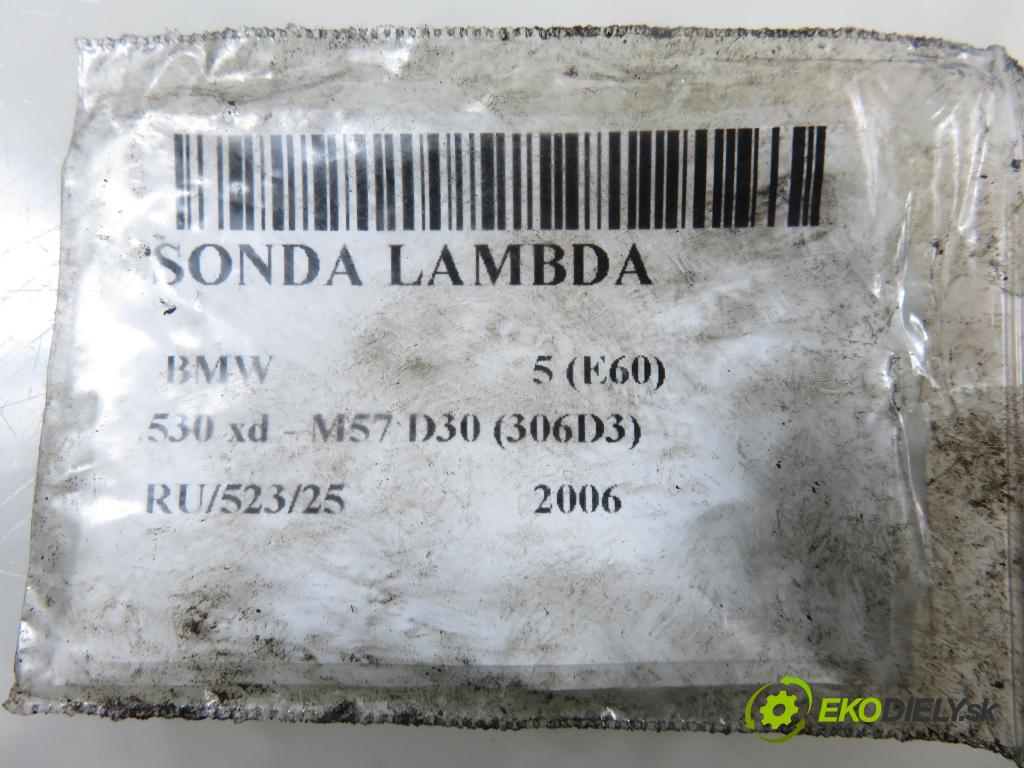 SONDA LAMBDA
BMW 5 (E60)
530 xd - M57 D30 (306D3)
RU/523/25 2006
EKODIELY.sk